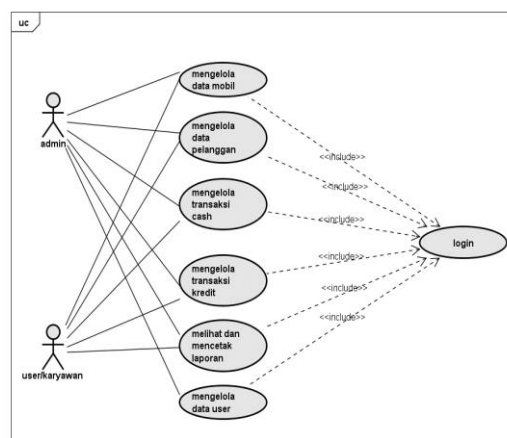 uc
mengelola
data mobil
admin
mengelola
data
pelanggan
mengelola
transaksi
cash
mengelola
transaksi
kredit
melihat dan
mencetak
laporan
user/karyawan
mengelola
data user
<<include>>
<<include>>
<<include>>
<<include>>
<<include>>
<<include>>
login